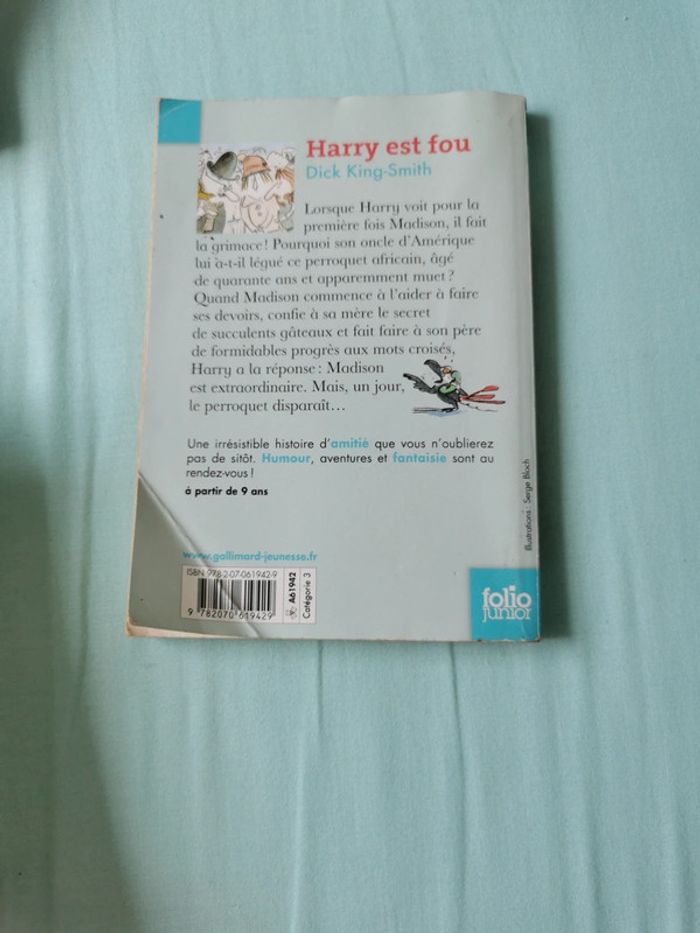 Harry est fou
Dick King-Smith
Lorsque Harry voit pour la
première fois Madison, il fait
la grimace! Pourquoi son oncle d'Amérique
lui a-t-il légué ce perroquet africain, âgé
de quarante ans et apparemment muet?
Quand Madison commence à l'aider à faire
ses devoirs, confie à sa mère le secret
de succulents gâteaux et fait faire à son père
de formidables progrès aux mots croisés,
Harry a la réponse: Madison
est extraordinaire. Mais, un jour,
le perroquet disparaît...
Une irrésistible histoire d'amitié que vous n'oublierez
pas de sitôt. Humour, aventures et fantaisie sont au
rendez-vous!
à partir de 9 ans
Illustrations: Serge Bloch
www.gallimard-jeunesse.fr
ISBN 978-2-07-061942-9
9 782070 619429
A61942
Catégorie 3
folio
junior